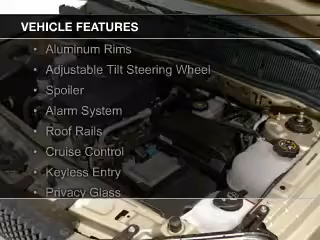 VEHICLE FEATURES
• Aluminum Rims
• Adjustable Tilt Steering Wheel
• Spoiler
• Alarm System
• Roof Rails
• Cruise Control
• Keyless Entry
• Privacy Glass